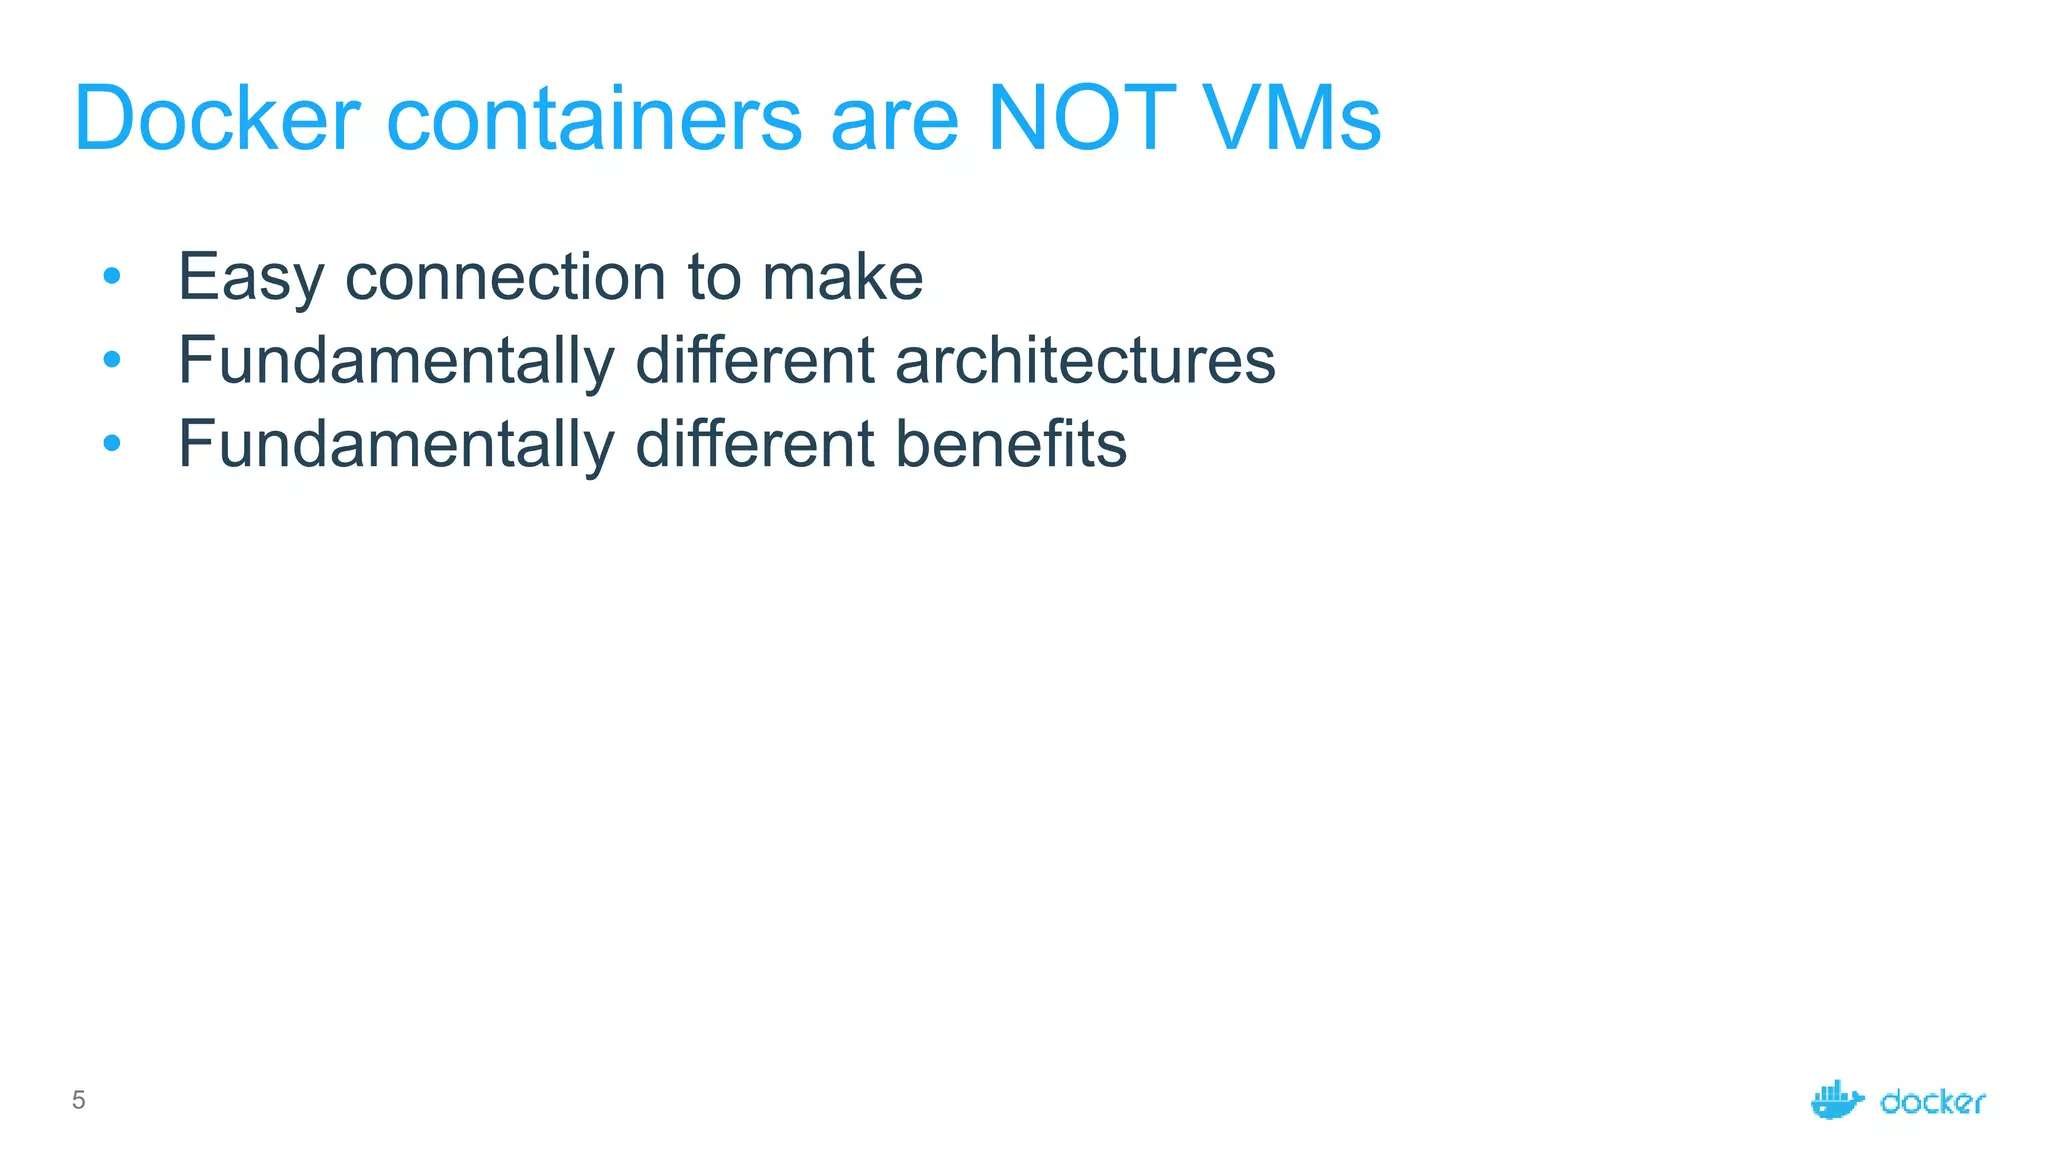 Docker containers are NOT VMs
• Easy connection to make
• Fundamentally different architectures
• Fundamentally different benefits
5
docker